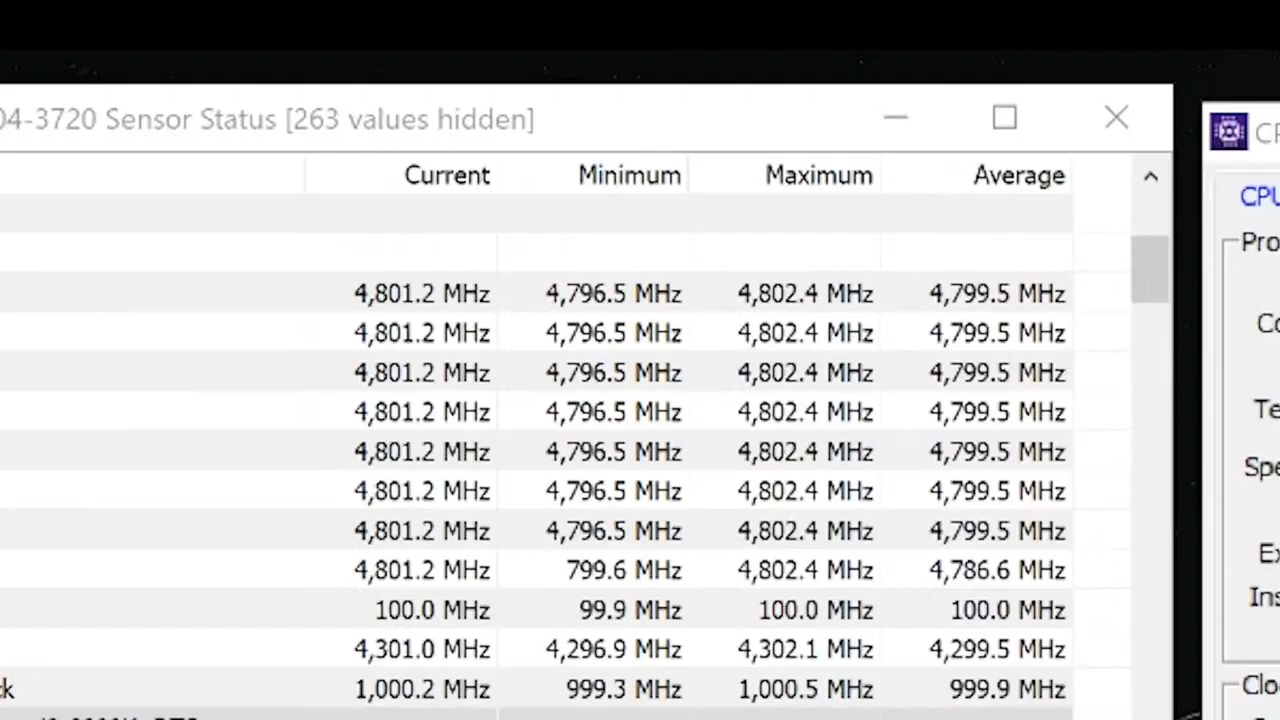 04-3720 Sensor Status [263 values hidden]
Current Minimum Maximum Average
4,801.2 MHz 4,796.5 MHz 4,802.4 MHz 4,799.5 MHz
4,801.2 MHz 4,796.5 MHz 4,802.4 MHz 4,799.5 MHz
4,801.2 MHz 4,796.5 MHz 4,802.4 MHz 4,799.5 MHz
4,801.2 MHz 4,796.5 MHz 4,802.4 MHz 4,799.5 MHz
4,801.2 MHz 4,796.5 MHz 4,802.4 MHz 4,799.5 MHz
4,801.2 MHz 4,796.5 MHz 4,802.4 MHz 4,799.5 MHz
4,801.2 MHz 4,796.5 MHz 4,802.4 MHz 4,799.5 MHz
4,801.2 MHz 799.6 MHz 4,802.4 MHz 4,786.6 MHz
100.0 MHz 99.9 MHz 100.0 MHz 100.0 MHz
4,301.0 MHz 4,296.9 MHz 4,302.1 MHz 4,299.5 MHz
ck 1,000.2 MHz 999.3 MHz 1,000.5 MHz 999.9 MHz
CP
CPU
Pro
Co
Te
Spe
Ex
Ins
Clo